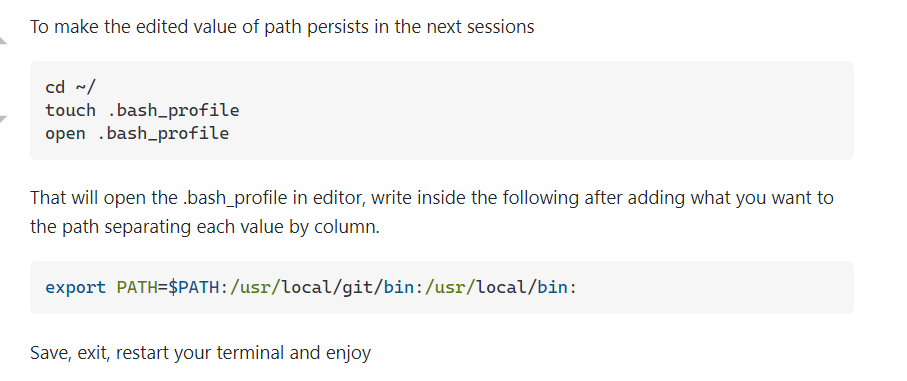 To make the edited value of path persists in the next sessions
cd ~/
touch .bash_profile
open .bash_profile
That will open the .bash_profile in editor, write inside the following after adding what you want to
the path separating each value by column.
export PATH=$PATH:/usr/local/git/bin:/usr/local/bin:
Save, exit, restart your terminal and enjoy